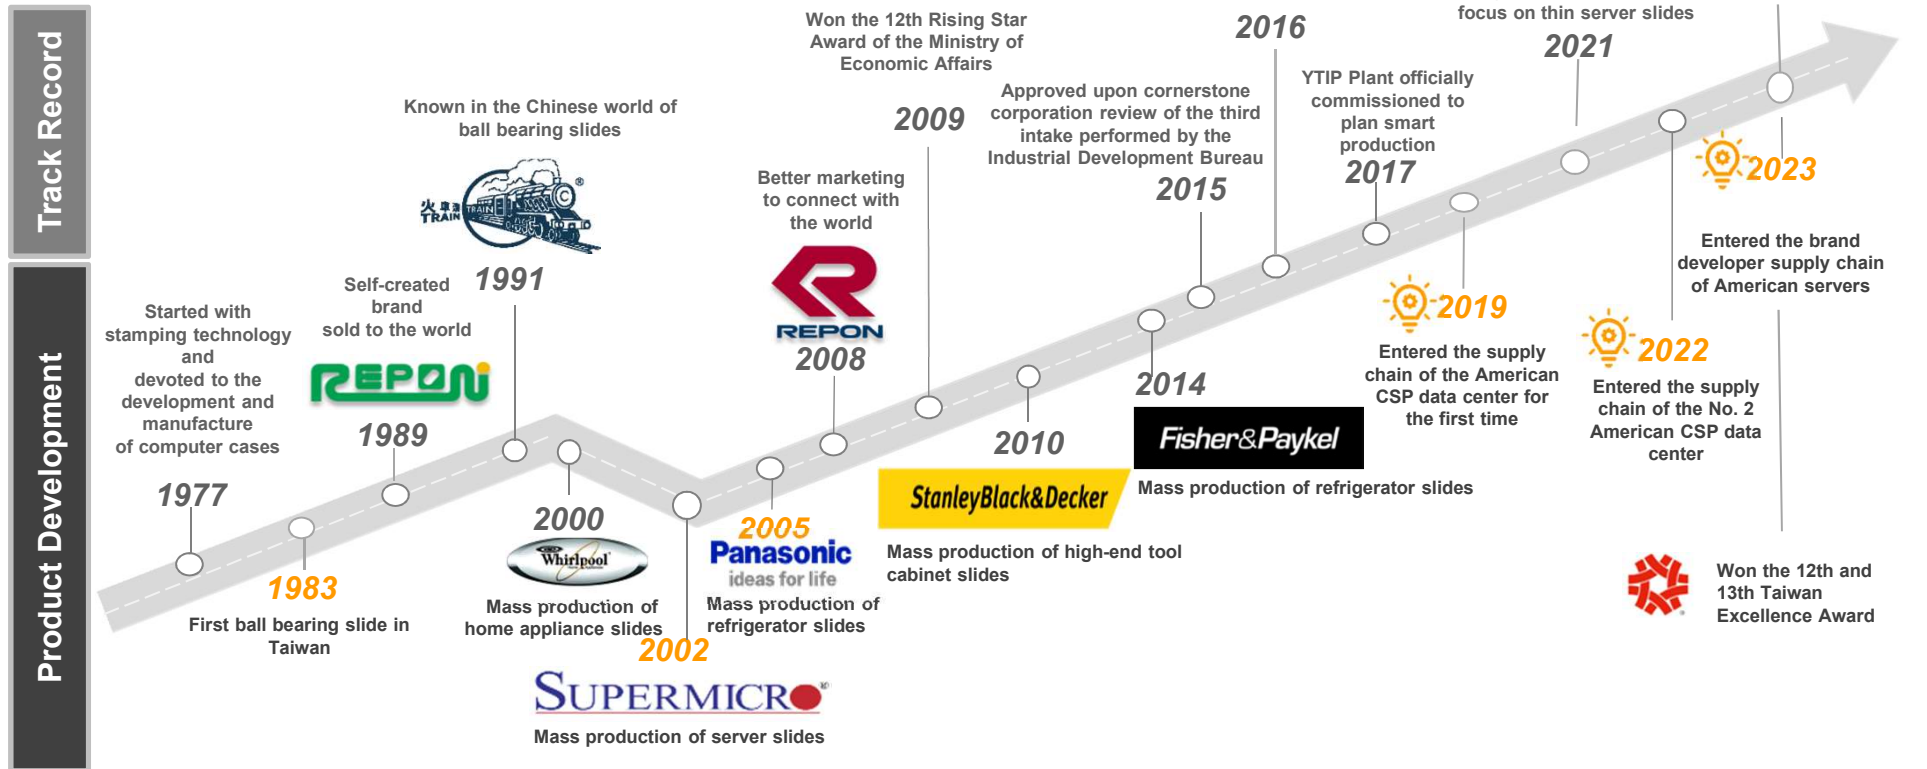 Track Record
Product Development
Started with
stamping technology
and
devoted to the
development and
manufacture
of computer cases
1977
1983
First ball bearing slide in
Taiwan
Self-created
brand
sold to the world
REPON
1989
Known in the Chinese world of
ball bearing slides
火車牌
TRAIN
TRAIN
®
1991
2000
Whirlpool
Mass production of
home appliance slides
2002
SUPERMICRO®
Mass production of server slides
2005
Panasonic
ideas for life
Mass production of
refrigerator slides
Better marketing
to connect with
the world
R
REPON
2008
Won the 12th Rising Star
Award of the Ministry of
Economic Affairs
2009
2010
StanleyBlack&Decker
Mass production of high-end tool
cabinet slides
2014
Fisher&Paykel
Mass production of refrigerator slides
Approved upon cornerstone
corporation review of the third
intake performed by the
Industrial Development Bureau
2015
2016
YTIP Plant officially
commissioned to
plan smart
production
2017
2019
Entered the supply
chain of the American
CSP data center for
the first time
focus on thin server slides
2021
2022
Entered the supply
chain of the No. 2
American CSP data
center
2023
Entered the brand
developer supply chain
of American servers
Won the 12th and
13th Taiwan
Excellence Award